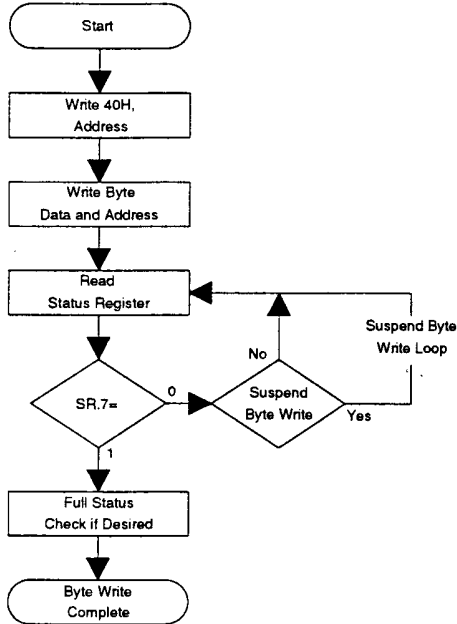 Start
Write 40H,
Address
Write Byte
Data and Address
Read
Status Register
Suspend Byte
Write Loop
No
SR.7=
0
Suspend
Byte Write
Yes
1
Full Status
Check if Desired
Byte Write
Complete